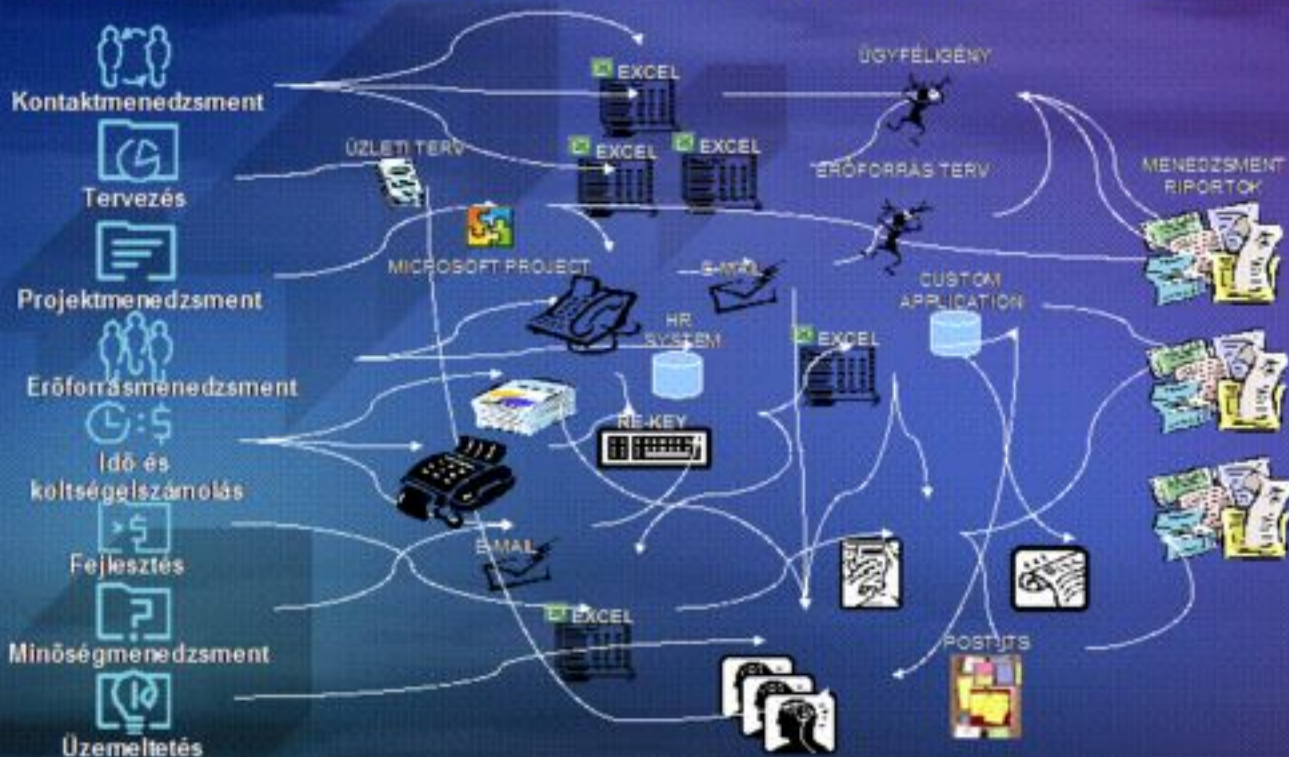 Kontaktmenedzsment
Tervezés
Projektmenedzsment
Erőforrásmenedzsment
Idő és
költségelszámolás
Fejlesztés
Minőségmenedzsment
Üzemeltetés
EXCEL
ÜGYFÉLIGÉNY
ÜZLETI TERV
EXCEL
EXCEL
ERŐFORRÁS TERV
MENEDZSMENT
RIPORTOK
MICROSOFT PROJECT
E-MAIL
CUSTOM
APPLICATION
HR
SYSTEM
EXCEL
RE-KEY
E-MAIL
EXCEL
POST-ITS